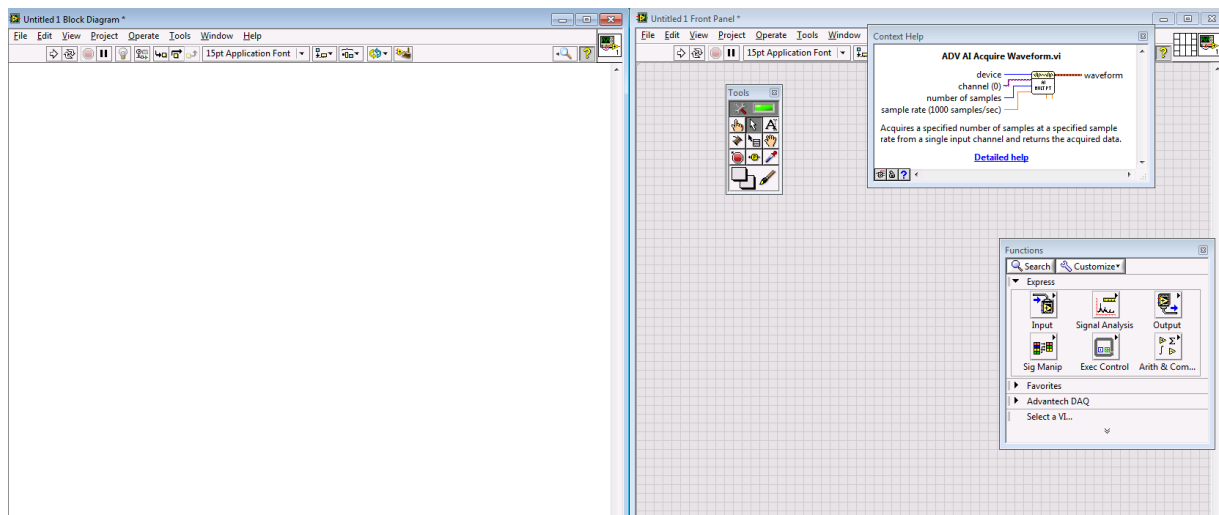 Untitled 1 Block Diagram *
File Edit View Project Operate Tools Window Help
15pt Application Font
Untitled 1 Front Panel *
File Edit View Project Operate Tools Window
15pt Application Font
Context Help
ADV AI Acquire Waveform.vi
device
waveform
channel (0)
number of samples
sample rate (1000 samples/sec)
Acquires a specified number of samples at a specified sample
rate from a single input channel and returns the acquired data.
Detailed help
Tools
Functions
Search Customize
Express
Input Signal Analysis Output
Sig Manip Exec Control Arith & Com...
Favorites
Advantech DAQ
Select a VI...